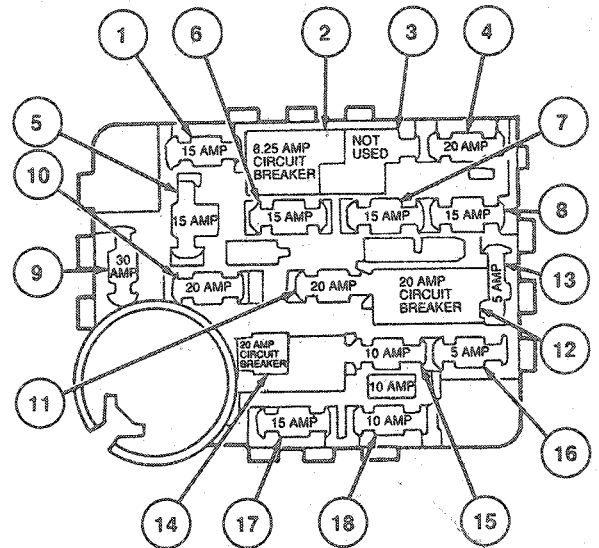 1 6 2 3 4
5 7
15 AMP
8.25 AMP
CIRCUIT
BREAKER
NOT
USED
20 AMP
10
15 AMP
15 AMP
15 AMP
15 AMP
8
9
30
AMP
20 AMP
20 AMP
20 AMP
CIRCUIT
BREAKER
5 AMP
13
12
20 AMP
CIRCUIT
BREAKER
10 AMP
5 AMP
10 AMP
11
15 AMP
10 AMP
16
14 17 18 15